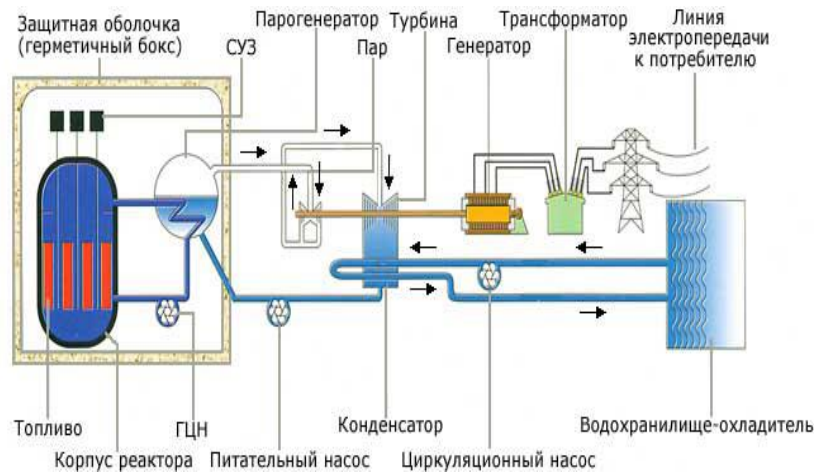 Защитная оболочка
(герметичный бокс)
СУЗ
Парогенератор
Пар
Турбина
Генератор
Трансформатор
Линия
электропередачи
к потребителю
Топливо
Корпус реактора
ГЦН
Питательный насос
Конденсатор
Циркуляционный насос
Водохранилище-охладитель